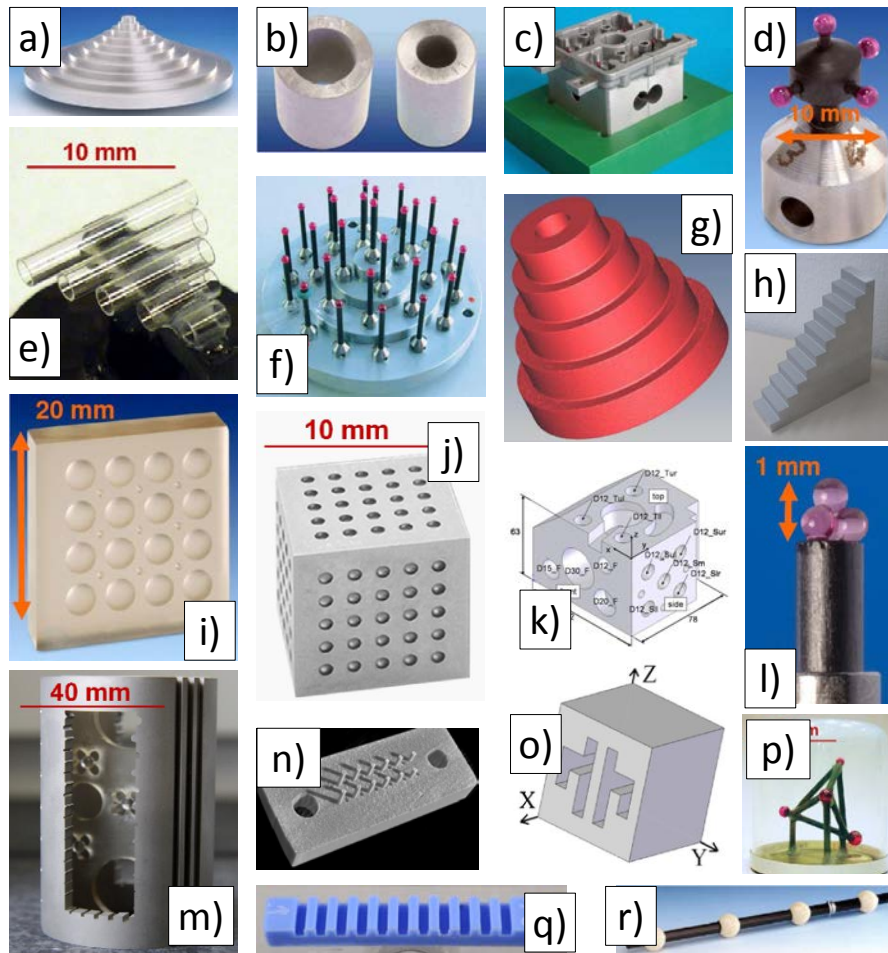 a)
b)
c)
d)
10 mm
10 mm
e)
f)
g)
h)
20 mm
i)
10 mm
j)
1 mm
D12_Tur
D12_Tul
top
D12_Tll
63
z
x
y
D12_Sur
D12_Sul
D15_F
D30_F
D12_F
D12_Sm
D12_Slr
D20_F
D12_Sll
side
78
k)
l)
40 mm
m)
n)
Z
o)
X
Y
p)
q)
r)